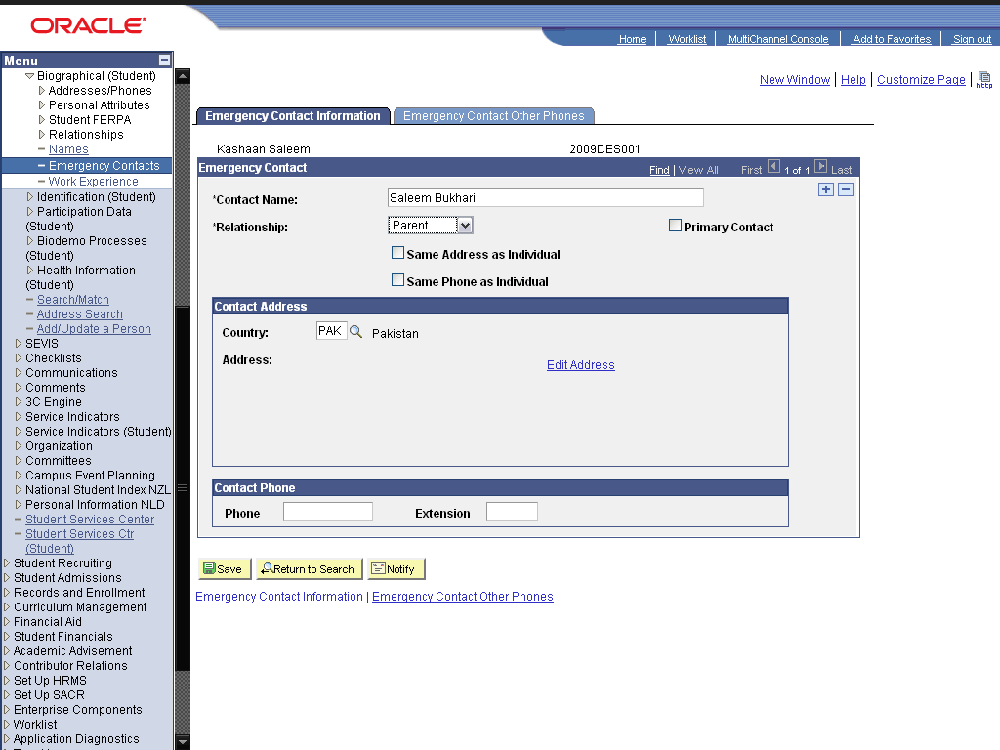 ORACLE®
Home | Worklist | MultiChannel Console | Add to Favorites | Sign out
Menu
Biographical (Student)
Addresses/Phones
Personal Attributes
Student FERPA
Relationships
Names
Emergency Contacts
Work Experience
Identification (Student)
Participation Data
(Student)
Biodemo Processes
(Student)
Health Information
(Student)
Search/Match
Address Search
Add/Update a Person
SEVIS
Checklists
Communications
Comments
3C Engine
Service Indicators
Service Indicators (Student)
Organization
Committees
Campus Event Planning
National Student Index NZL
Personal Information NLD
Student Services Center
Student Services Ctr
(Student)
Student Recruiting
Student Admissions
Records and Enrollment
Curriculum Management
Financial Aid
Student Financials
Academic Advisement
Contributor Relations
Set Up HRMS
Set Up SACR
Enterprise Components
Worklist
Application Diagnostics
New Window | Help | Customize Page | http
Emergency Contact Information Emergency Contact Other Phones
Kashaan Saleem 2009DES001
Emergency Contact Find | View All First 1 of 1 Last
*Contact Name: Saleem Bukhari
*Relationship: Parent Primary Contact
Same Address as Individual
Same Phone as Individual
Contact Address
Country: PAK Pakistan
Address: Edit Address
Contact Phone
Phone Extension
Save Return to Search Notify
Emergency Contact Information | Emergency Contact Other Phones